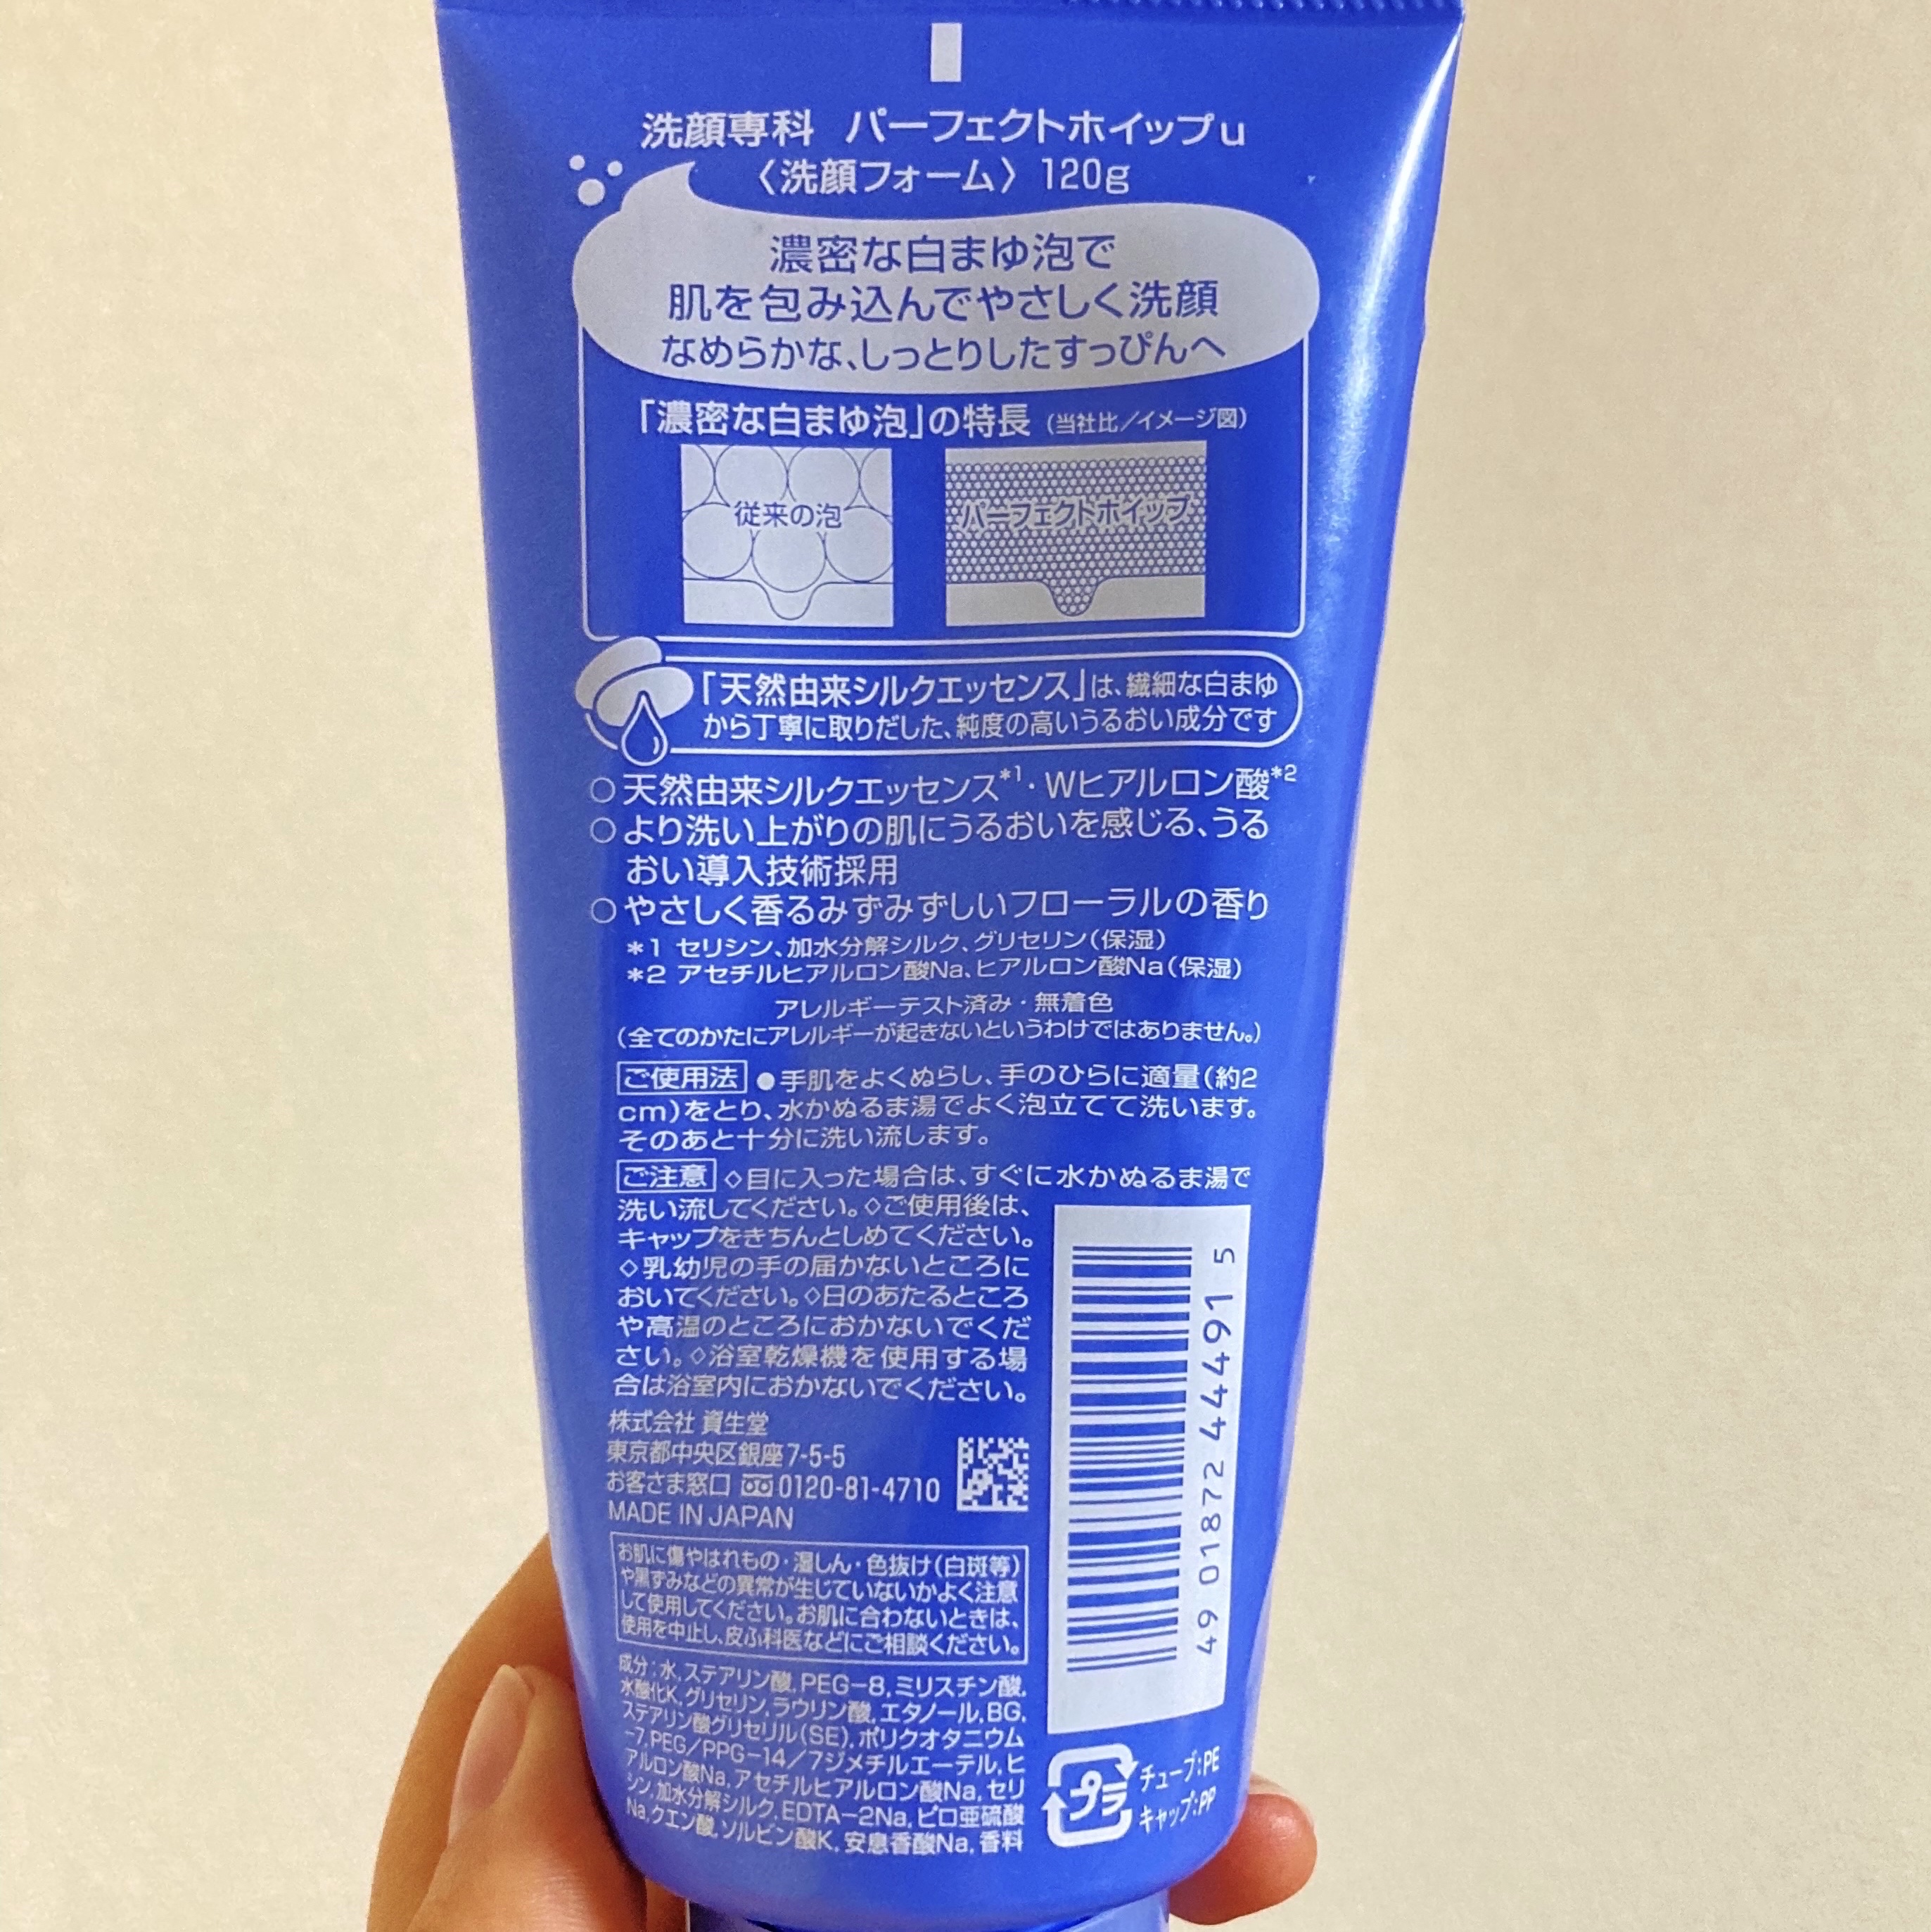 洗顔専科 パーフェクトホイップu
〈洗顔フォーム〉120g
濃密な白まゆ泡で
肌を包み込んでやさしく洗顔
なめらかな、しっとりしたすっぴんへ
「濃密な白まゆ泡」の特長(当社比/イメージ図)
従来の泡
パーフェクトホイップ
「天然由来シルクエッセンス」は、繊細な白まゆ
から丁寧に取りだした、純度の高いうるおい成分です
○天然由来シルクエッセンス*1・Wヒアルロン酸*2
○より洗い上がりの肌にうるおいを感じる、うる
おい導入技術採用
○やさしく香るみずみずしいフローラルの香り
*1 セリシン、加水分解シルク、グリセリン(保湿)
*2 アセチルヒアルロン酸Na、ヒアルロン酸Na(保湿)
アレルギーテスト済み・無着色
(全てのかたにアレルギーが起きないというわけではありません。)
ご使用法 ●手肌をよくぬらし、手のひらに適量(約2
cm)をとり、水かぬるま湯でよく泡立てて洗います。
そのあと十分に洗い流します。
ご注意 ◇目に入った場合は、すぐに水かぬるま湯で
洗い流してください。◇ご使用後は、
キャップをきちんとしめてください。
◇乳幼児の手の届かないところに
おいてください。◇日のあたるところ
や高温のところにおかないでくだ
さい。◇浴室乾燥機を使用する場
合は浴室内におかないでください。
株式会社 資生堂
東京都中央区銀座7-5-5
お客さま窓口 0120-81-4710
MADE IN JAPAN
お肌に傷やはれもの・湿しん・色抜け(白斑等)
や黒ずみなどの異常が生じていないかよく注意
して使用してください。お肌に合わないときは、
使用を中止し、皮ふ科医などにご相談ください。
成分:水,ステアリン酸,PEG-8,ミリスチン酸,
水酸化K,グリセリン,ラウリン酸,エタノール,BG,
ステアリン酸グリセリル(SE),ポリクオタニウム
-7,PEG/PPG-14/7ジメチルエーテル,ヒ
アルロン酸Na,アセチルヒアルロン酸Na,セリ
シン,加水分解シルク,EDTA-2Na,ピロ亜硫酸
Na,クエン酸,ソルビン酸K,安息香酸Na,香料
4901872 444915
プラ
チューブ:PE
キャップ:PP